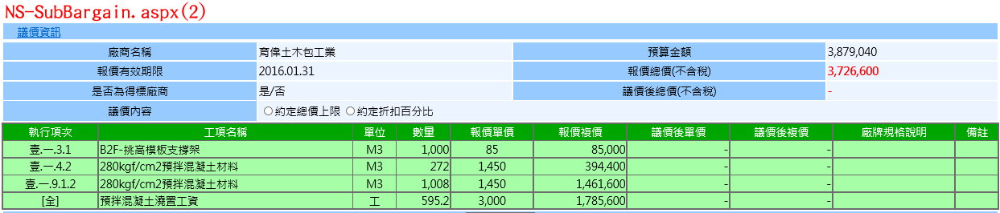 NS-SubBargain.aspx(2)
議價資訊
廠商名稱 育偉土木包工業 預算金額 3,879,040
報價有效期限 2016.01.31 報價總價(不含稅) 3,726,600
是否為得標廠商 是/否 議價後總價(不含稅) -
議價內容 約定總價上限 約定折扣百分比
執行項次 工項名稱 單位 數量 報價單價 報價複價 議價後單價 議價後複價 廠牌規格說明 備註
壹.一.3.1 B2F-挑高模板支撐架 M3 1,000 85 85,000 - -
壹.一.4.2 280kgf/cm2預拌混凝土材料 M3 272 1,450 394,400 - -
壹.一.9.1.2 280kgf/cm2預拌混凝土材料 M3 1,008 1,450 1,461,600 - -
[全] 預拌混凝土澆置工資 工 595.2 3,000 1,785,600 - -